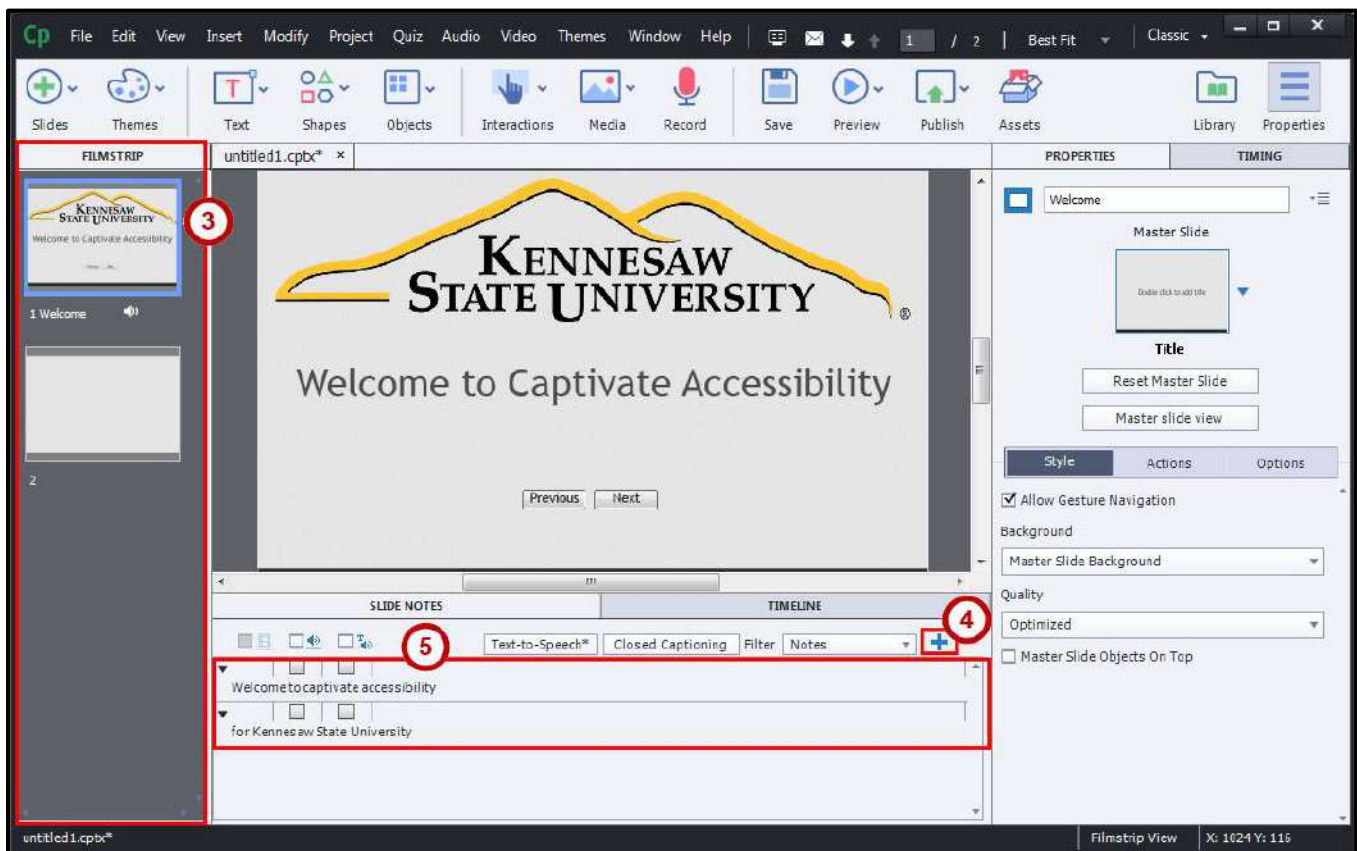 Cp File Edit View Insert Modify Project Quiz Audio Video Themes Window Help 1 / 2 Best Fit Classic
Slides Themes Text Shapes Objects Interactions Media Record Save Preview Publish Assets Library Properties
FILMSTRIP untitled1.cptx* × PROPERTIES TIMING
KENNESAW
STATE UNIVERSITY
Welcome to Captivate Accessibility
3
1 Welcome
2
KENNESAW
STATE UNIVERSITY ®
Welcome to Captivate Accessibility
Previous Next
Welcome
Master Slide
Double click to add title
Title
Reset Master Slide
Master slide view
Style Actions Options
Allow Gesture Navigation
Background
Master Slide Background
Quality
Optimized
Master Slide Objects On Top
SLIDE NOTES TIMELINE
4
5
Text-to-Speech* Closed Captioning Filter Notes
Welcome to captivate accessibility
for Kennesaw State University
untitled1.cptx* Filmstrip View X: 1024 Y: 116